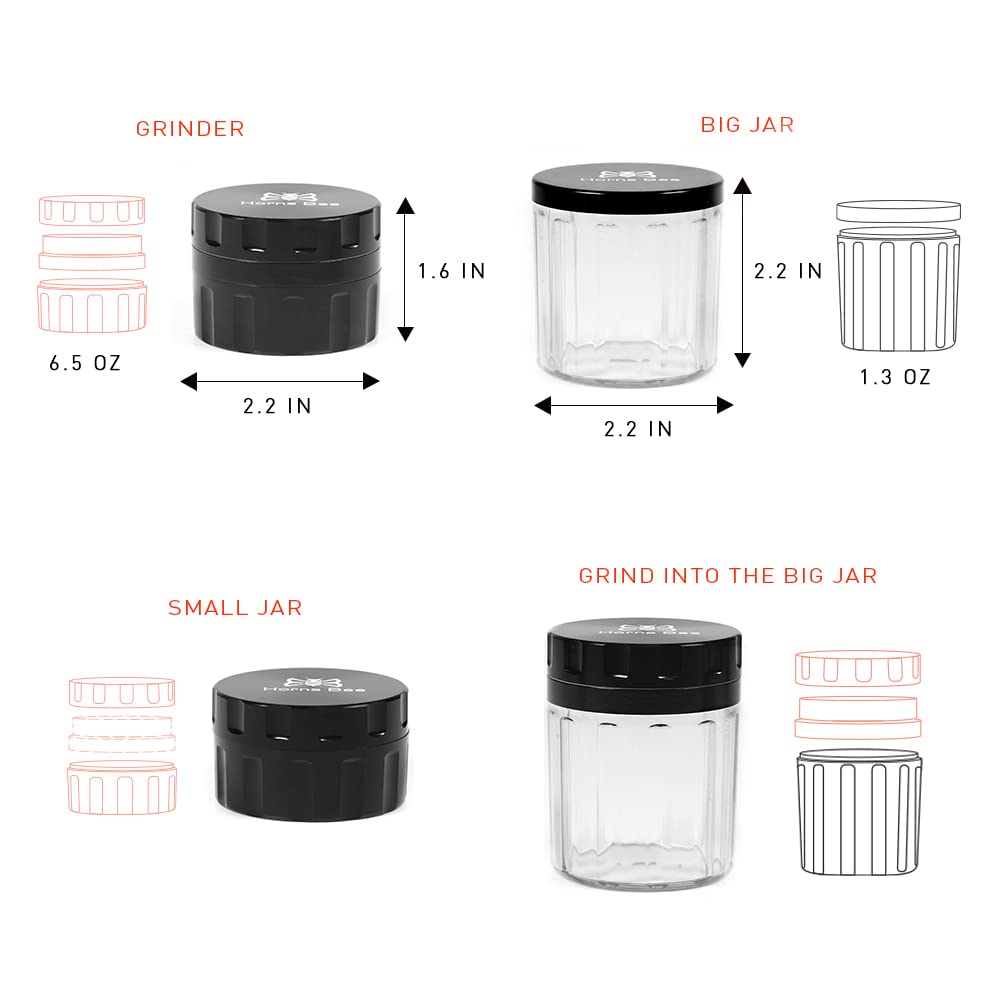 GRINDER
Horns Bee
1.6 IN
6.5 OZ
2.2 IN
BIG JAR
Horns Bee
2.2 IN
1.3 OZ
2.2 IN
SMALL JAR
Horns Bee
GRIND INTO THE BIG JAR
Horns Bee